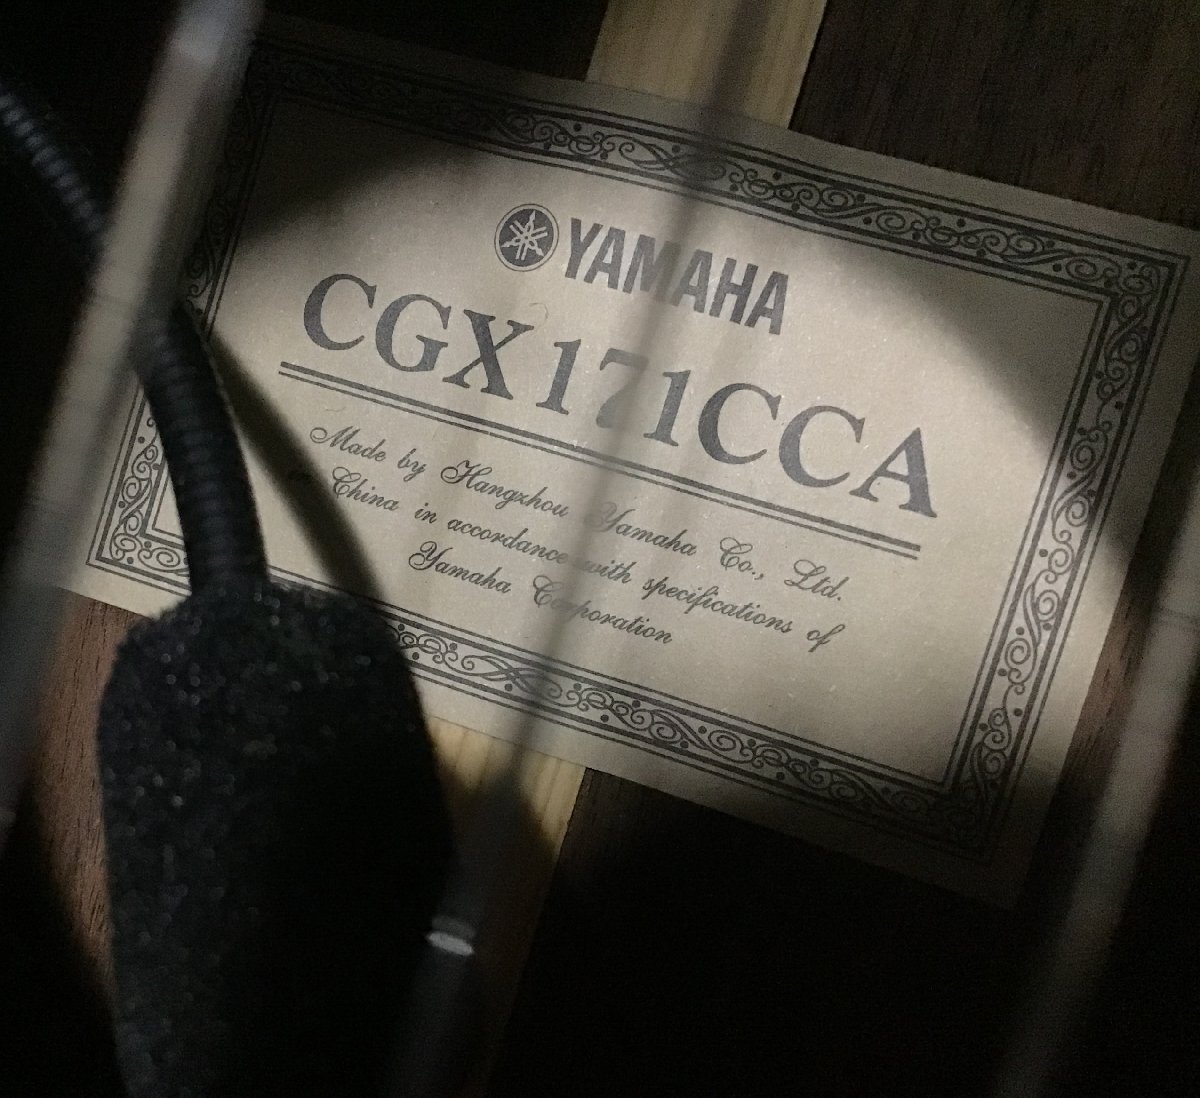 YAMAHA
CGX171CCA
Made by Hangzhou Yamaha Co., Ltd.
China in accordance with specifications of
Yamaha Corporation